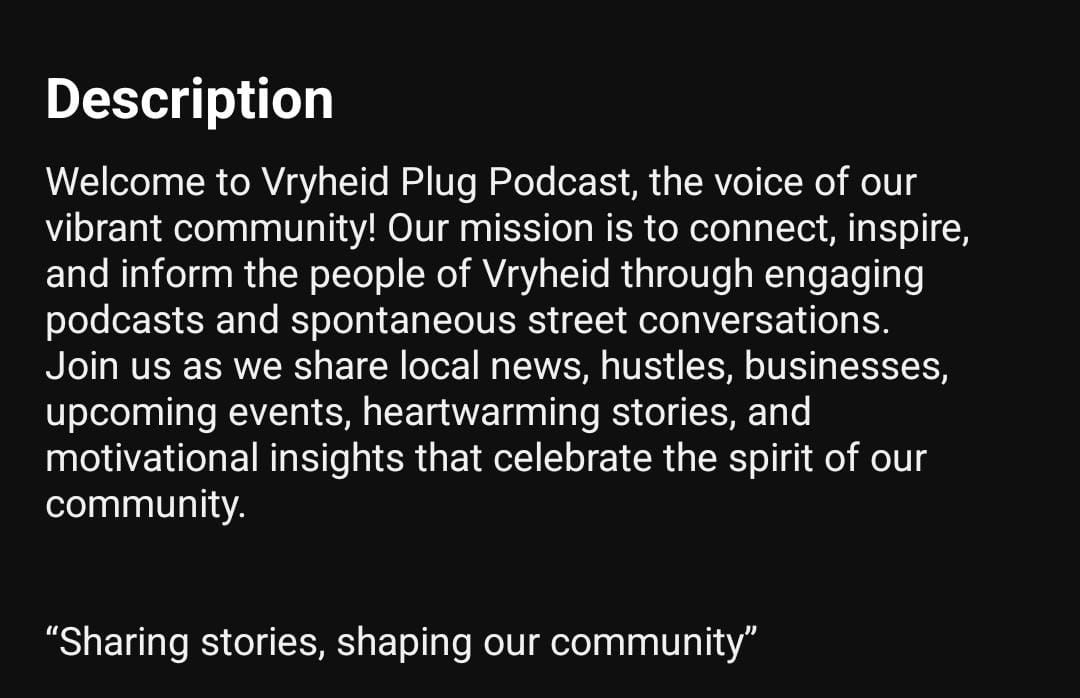 Description
Welcome to Vryheid Plug Podcast, the voice of our
vibrant community! Our mission is to connect, inspire,
and inform the people of Vryheid through engaging
podcasts and spontaneous street conversations.
Join us as we share local news, hustles, businesses,
upcoming events, heartwarming stories, and
motivational insights that celebrate the spirit of our
community.
“Sharing stories, shaping our community”